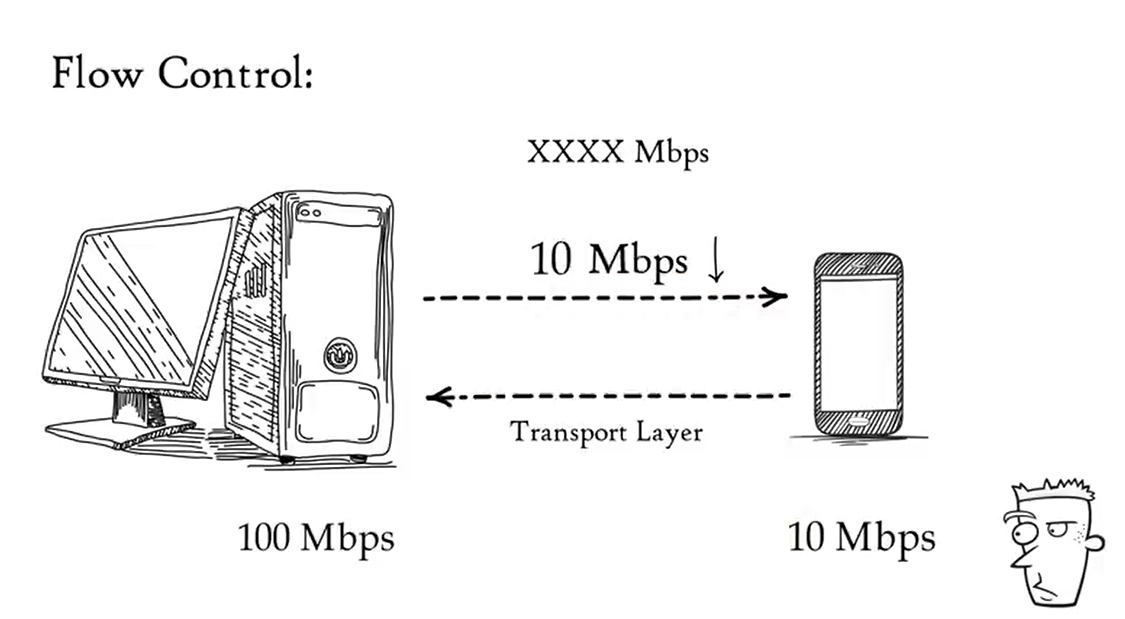 Flow Control:
XXXX Mbps
10 Mbps ↓
Transport Layer
100 Mbps
10 Mbps